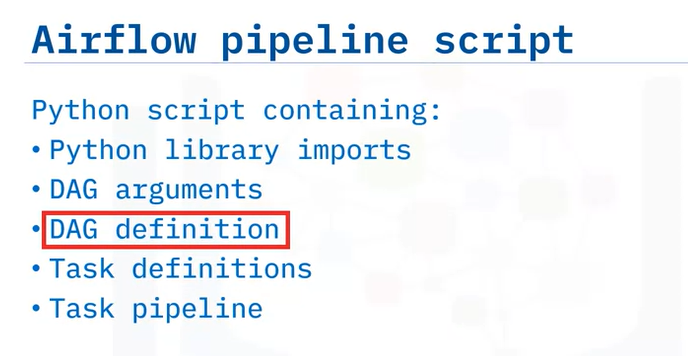 Airflow pipeline script
Python script containing:
• Python library imports
• DAG arguments
• DAG definition
• Task definitions
• Task pipeline